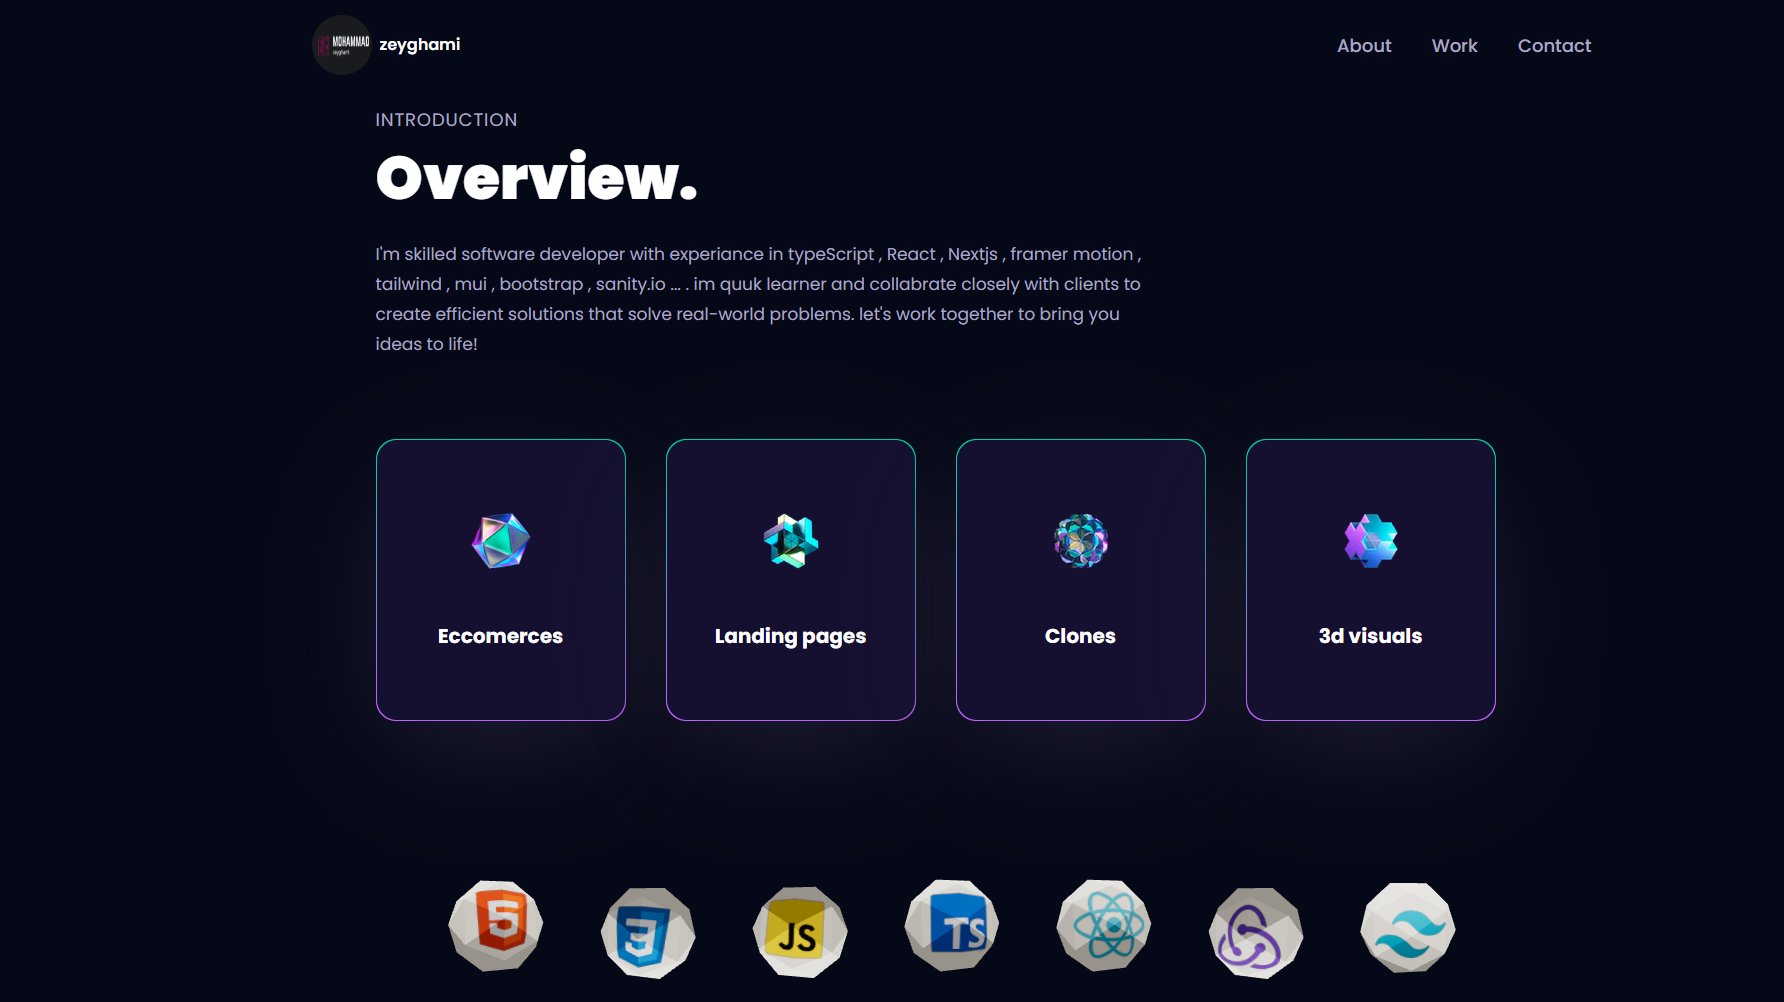 MOHAMMAD
zeyghami
zeyghami
About
Work
Contact
INTRODUCTION
Overview.
I'm skilled software developer with experiance in typeScript , React , Nextjs , framer motion ,
tailwind , mui , bootstrap , sanity.io ... . im quuk learner and collabrate closely with clients to
create efficient solutions that solve real-world problems. let's work together to bring you
ideas to life!
Eccomerces
Landing pages
Clones
3d visuals
5
3
JS
TS